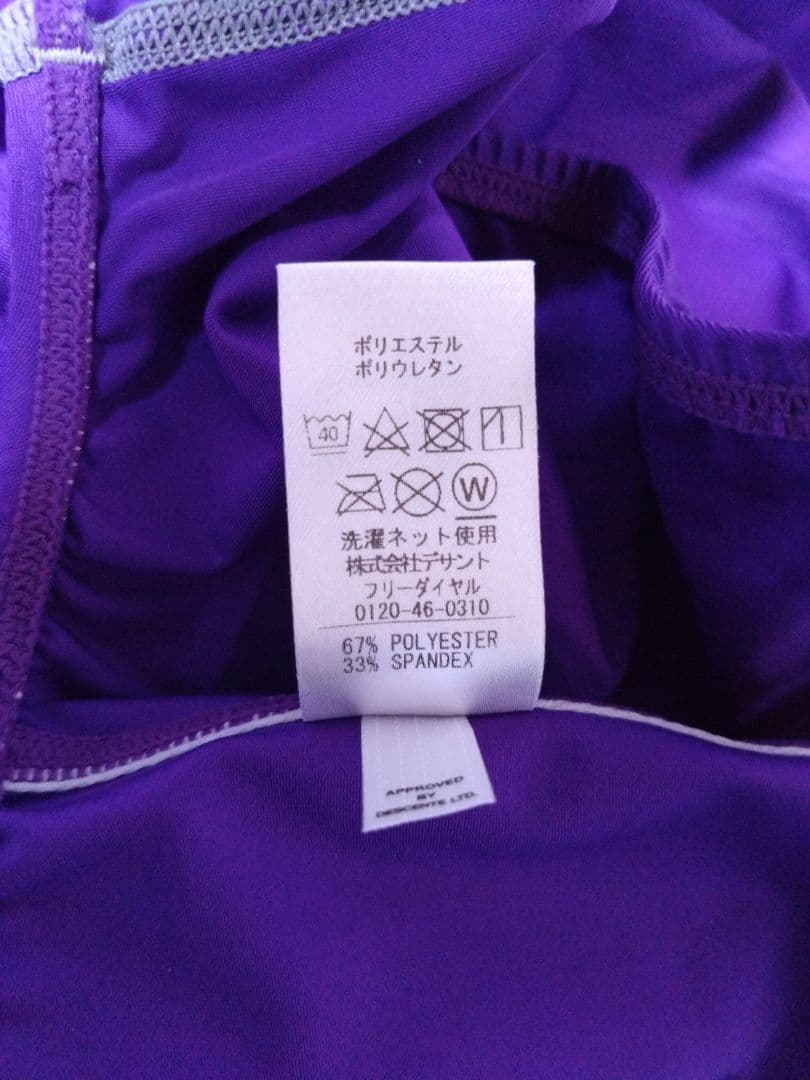 ポリエステル
ポリウレタン
40
W
洗濯ネット使用
株式会社デサント
フリーダイヤル
0120-46-0310
67% POLYESTER
33% SPANDEX
APPROVED
BY
DESCENTE LTD.